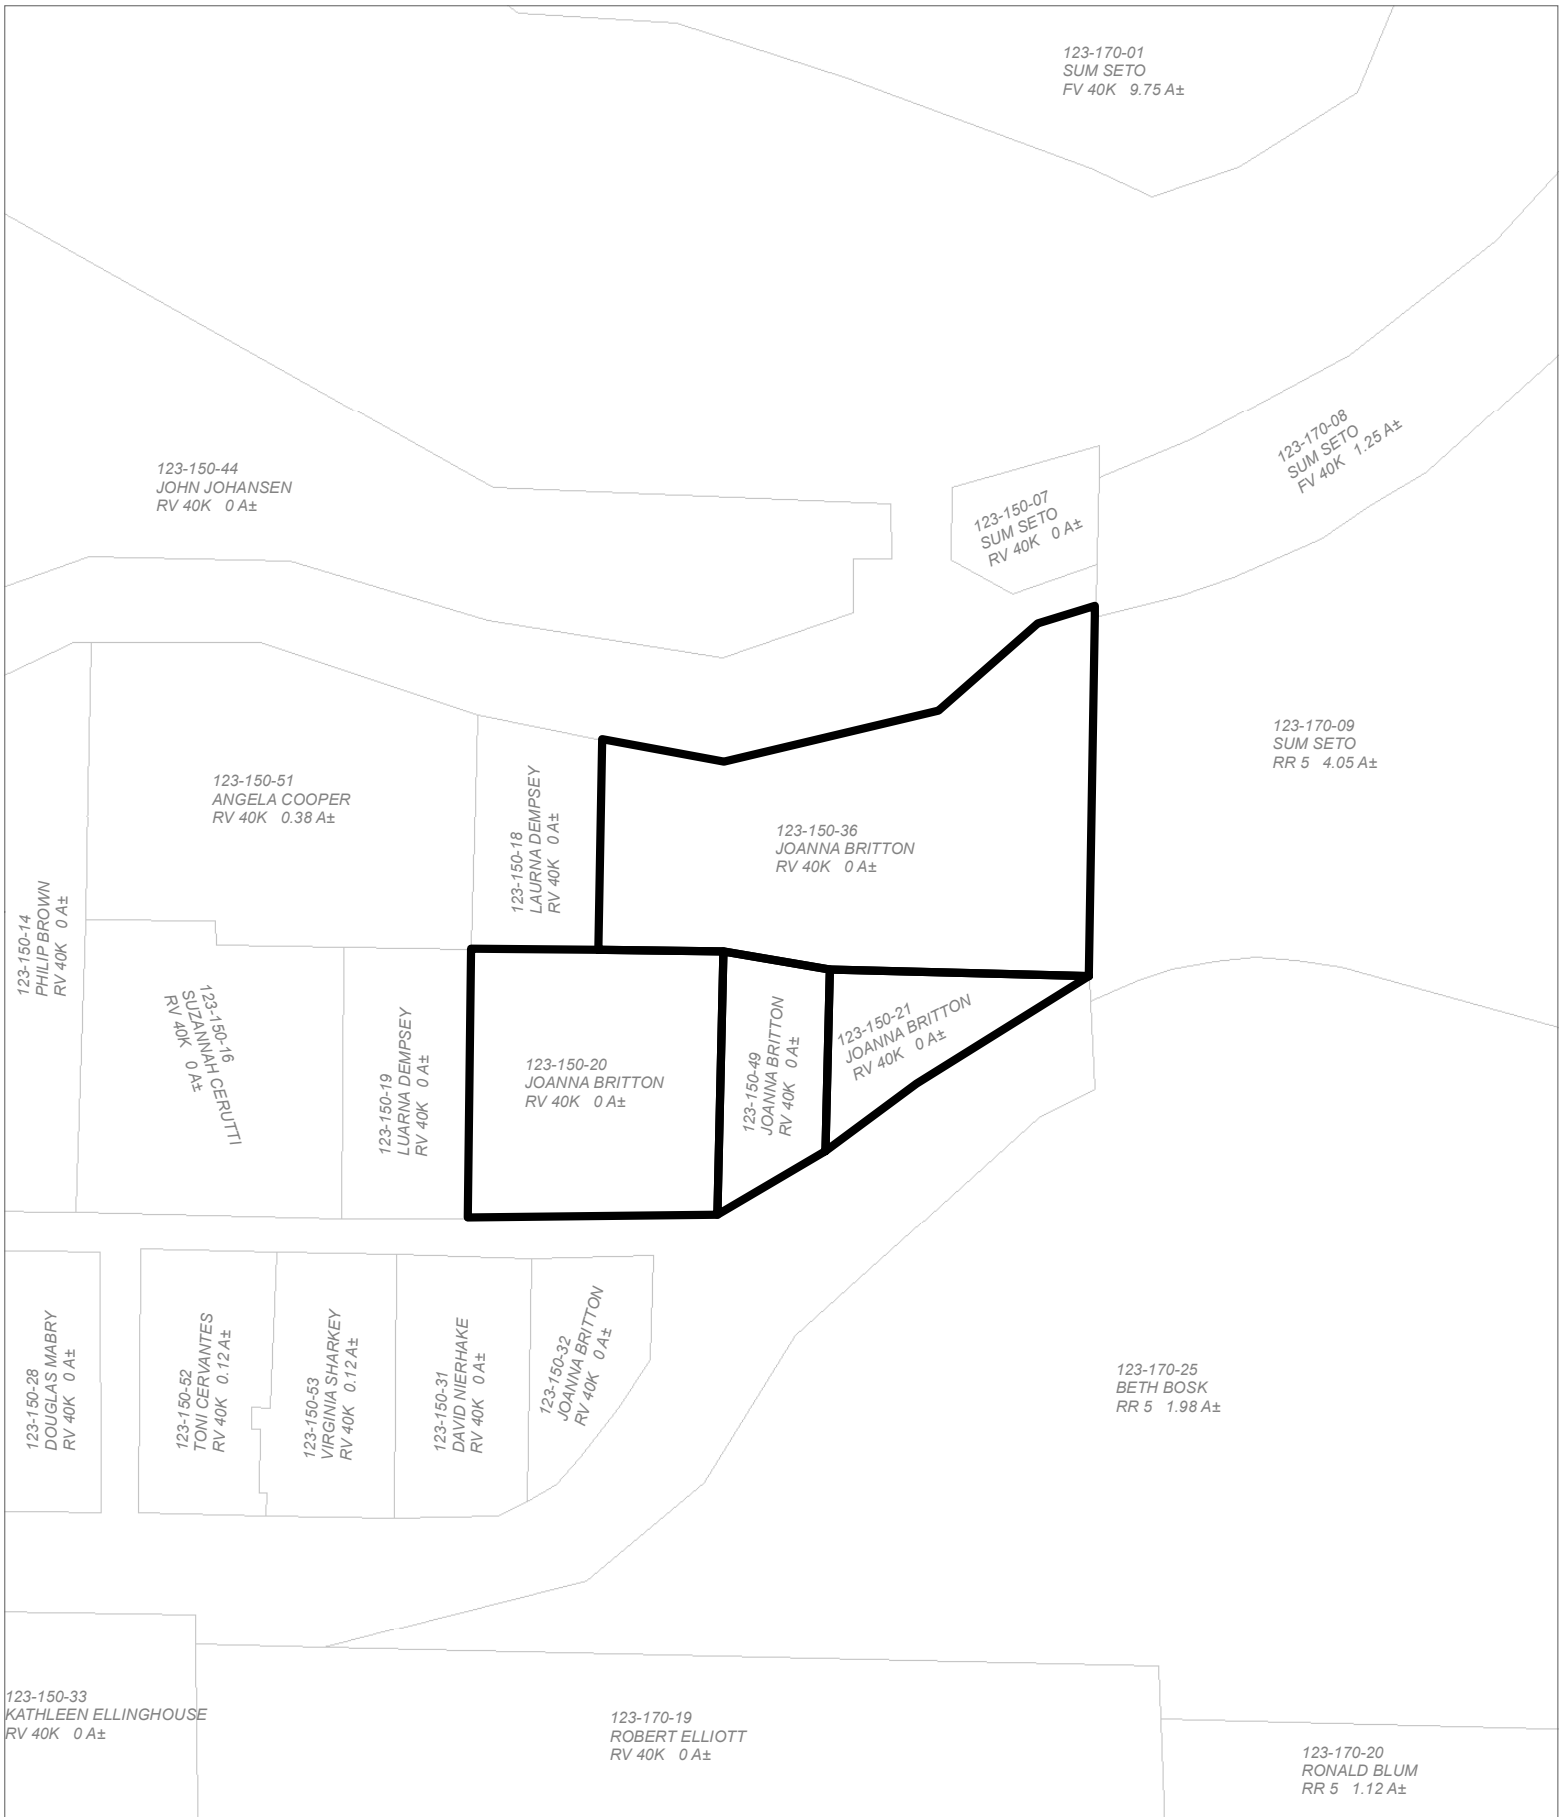 123-170-01
SUM SETO
FV 40K 9.75 A±
123-170-08
SUM SETO
FV 40K 1.25 A±
123-150-44
JOHN JOHANSEN
RV 40K 0 A±
123-150-07
SUM SETO
RV 40K 0 A±
123-170-09
SUM SETO
RR 5 4.05 A±
123-150-51
ANGELA COOPER
RV 40K 0.38 A±
123-150-18
LAURNA DEMPSEY
RV 40K 0 A±
123-150-36
JOANNA BRITTON
RV 40K 0 A±
123-150-14
PHILIP BROWN
RV 40K 0 A±
123-150-16
SUZANNAH CERUTTI
RV 40K 0 A±
123-150-19
LUARNA DEMPSEY
RV 40K 0 A±
123-150-20
JOANNA BRITTON
RV 40K 0 A±
123-150-49
JOANNA BRITTON
RV 40K 0 A±
123-150-21
JOANNA BRITTON
RV 40K 0 A±
123-150-28
DOUGLAS MABRY
RV 40K 0 A±
123-150-52
TONI CERVANTES
RV 40K 0.12 A±
123-150-53
VIRGINIA SHARKEY
RV 40K 0.12 A±
123-150-31
DAVID NIERHAKE
RV 40K 0 A±
123-150-32
JOANNA BRITTON
RV 40K 0 A±
123-170-25
BETH BOSK
RR 5 1.98 A±
123-150-33
KATHLEEN ELLINGHOUSE
RV 40K 0 A±
123-170-19
ROBERT ELLIOTT
RV 40K 0 A±
123-170-20
RONALD BLUM
RR 5 1.12 A±